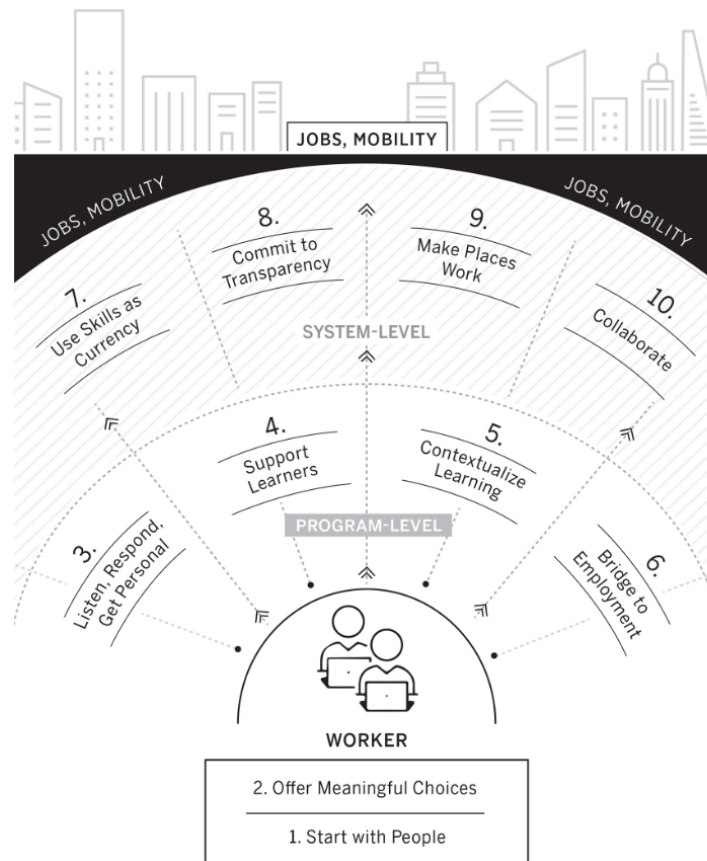 JOBS, MOBILITY
JOBS, MOBILITY
JOBS, MOBILITY
7.
Use Skills as
Currency
8.
Commit to
Transparency
9.
Make Places
Work
10.
Collaborate
SYSTEM-LEVEL
3.
Listen, Respond,
Get Personal
4.
Support
Learners
5.
Contextualize
Learning
6.
Bridge to
Employment
PROGRAM-LEVEL
WORKER
2. Offer Meaningful Choices
1. Start with People